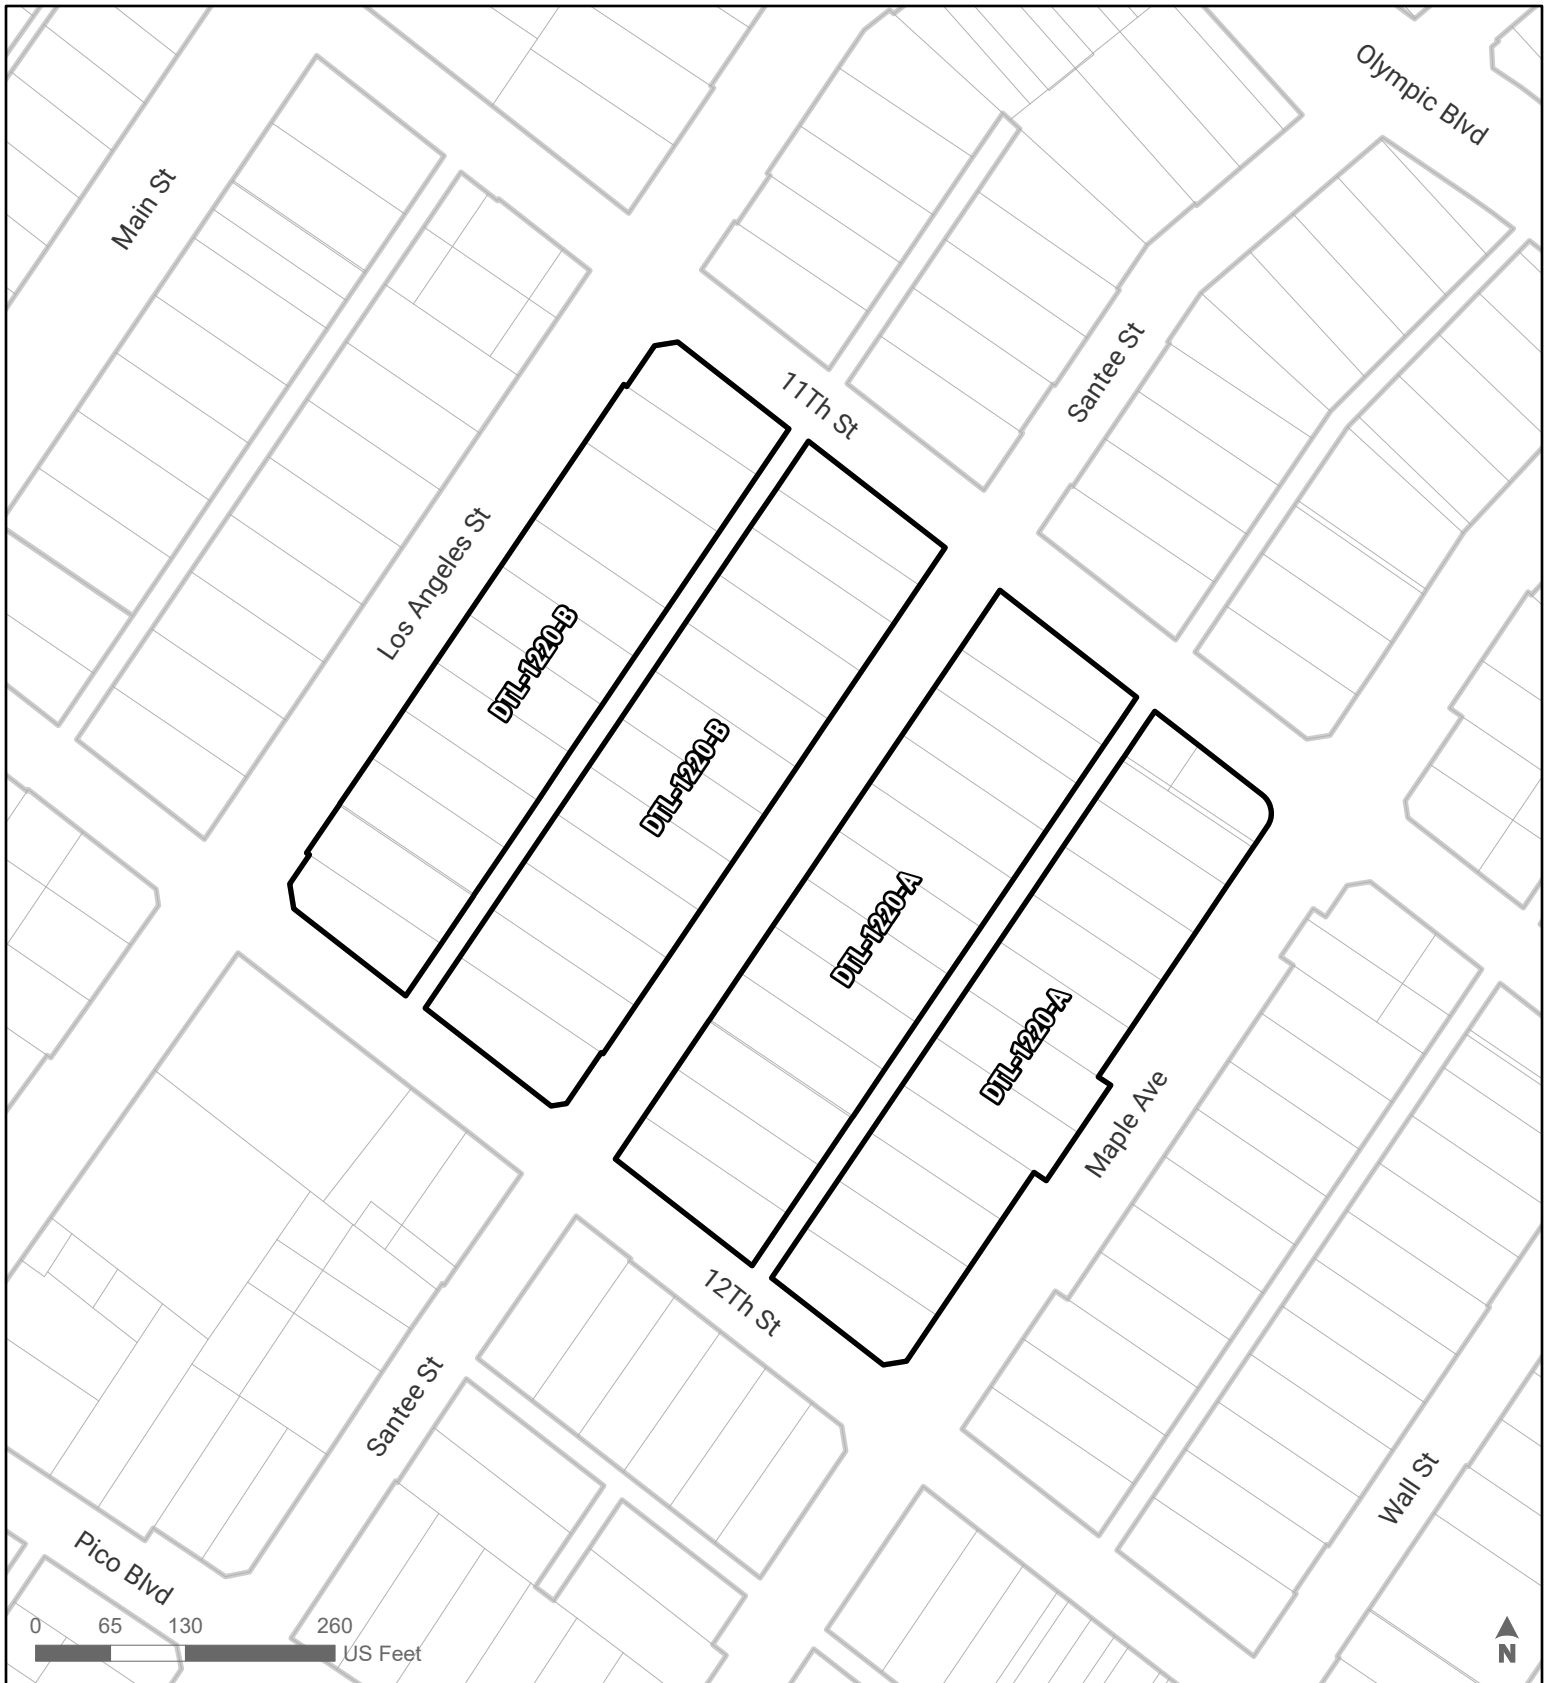 Olympic Blvd
Main St
Santee St
11Th St
Los Angeles St
DTL-1220-B
DTL-1220-B
DTL-1220-A
DTL-1220-A
Maple Ave
12Th St
Santee St
Wall St
Pico Blvd
0 65 130 260
US Feet
N